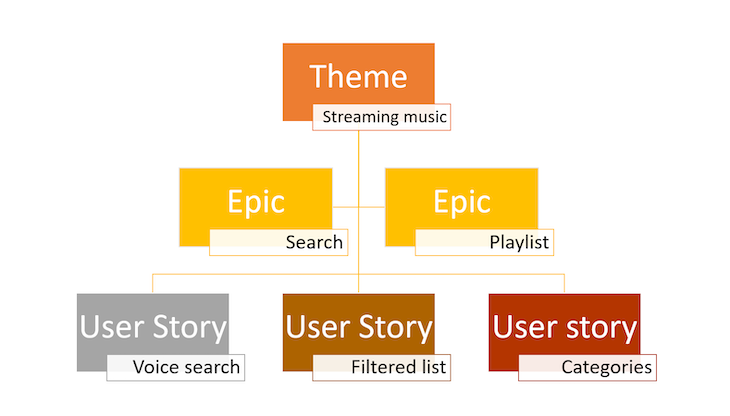 Theme
Streaming music
Epic
Search
Epic
Playlist
User Story
Voice search
User Story
Filtered list
User story
Categories